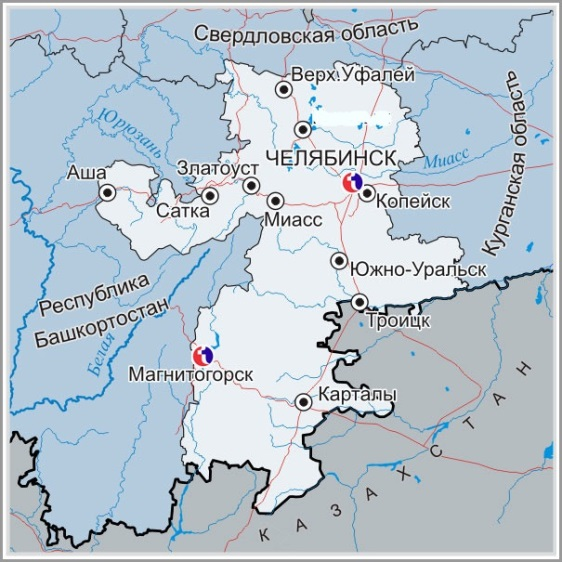 Свердловская область
Верх.Уфалей
Юрюзань
ЧЕЛЯБИНСК
Миасс
Курганская область
Аша
Златоуст
Сатка
Миасс
Копейск
Южно-Уральск
Республика
Башкортостан
Троицк
Белая
Магнитогорск
Карталы
КАЗАХСТАН